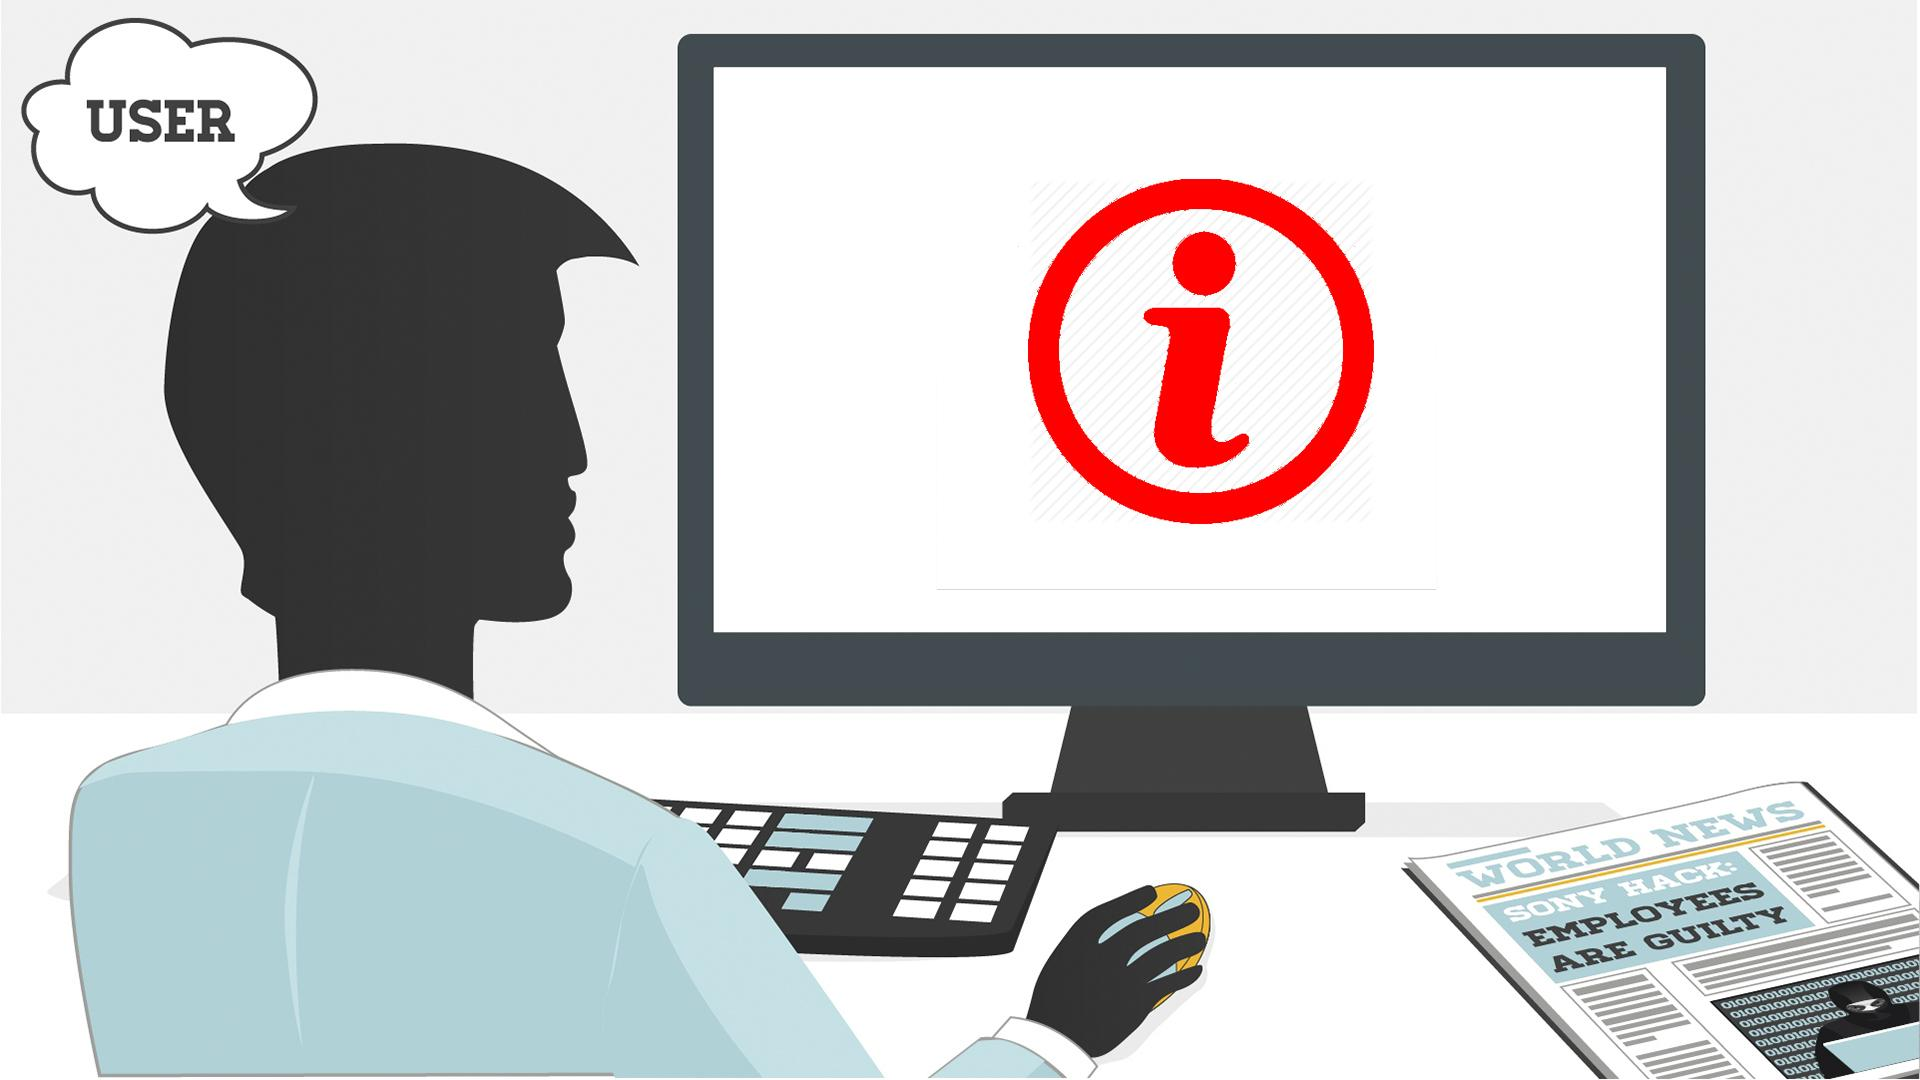 USER
i
WORLD NEWS
SONY HACK:
EMPLOYEES
ARE GUILTY